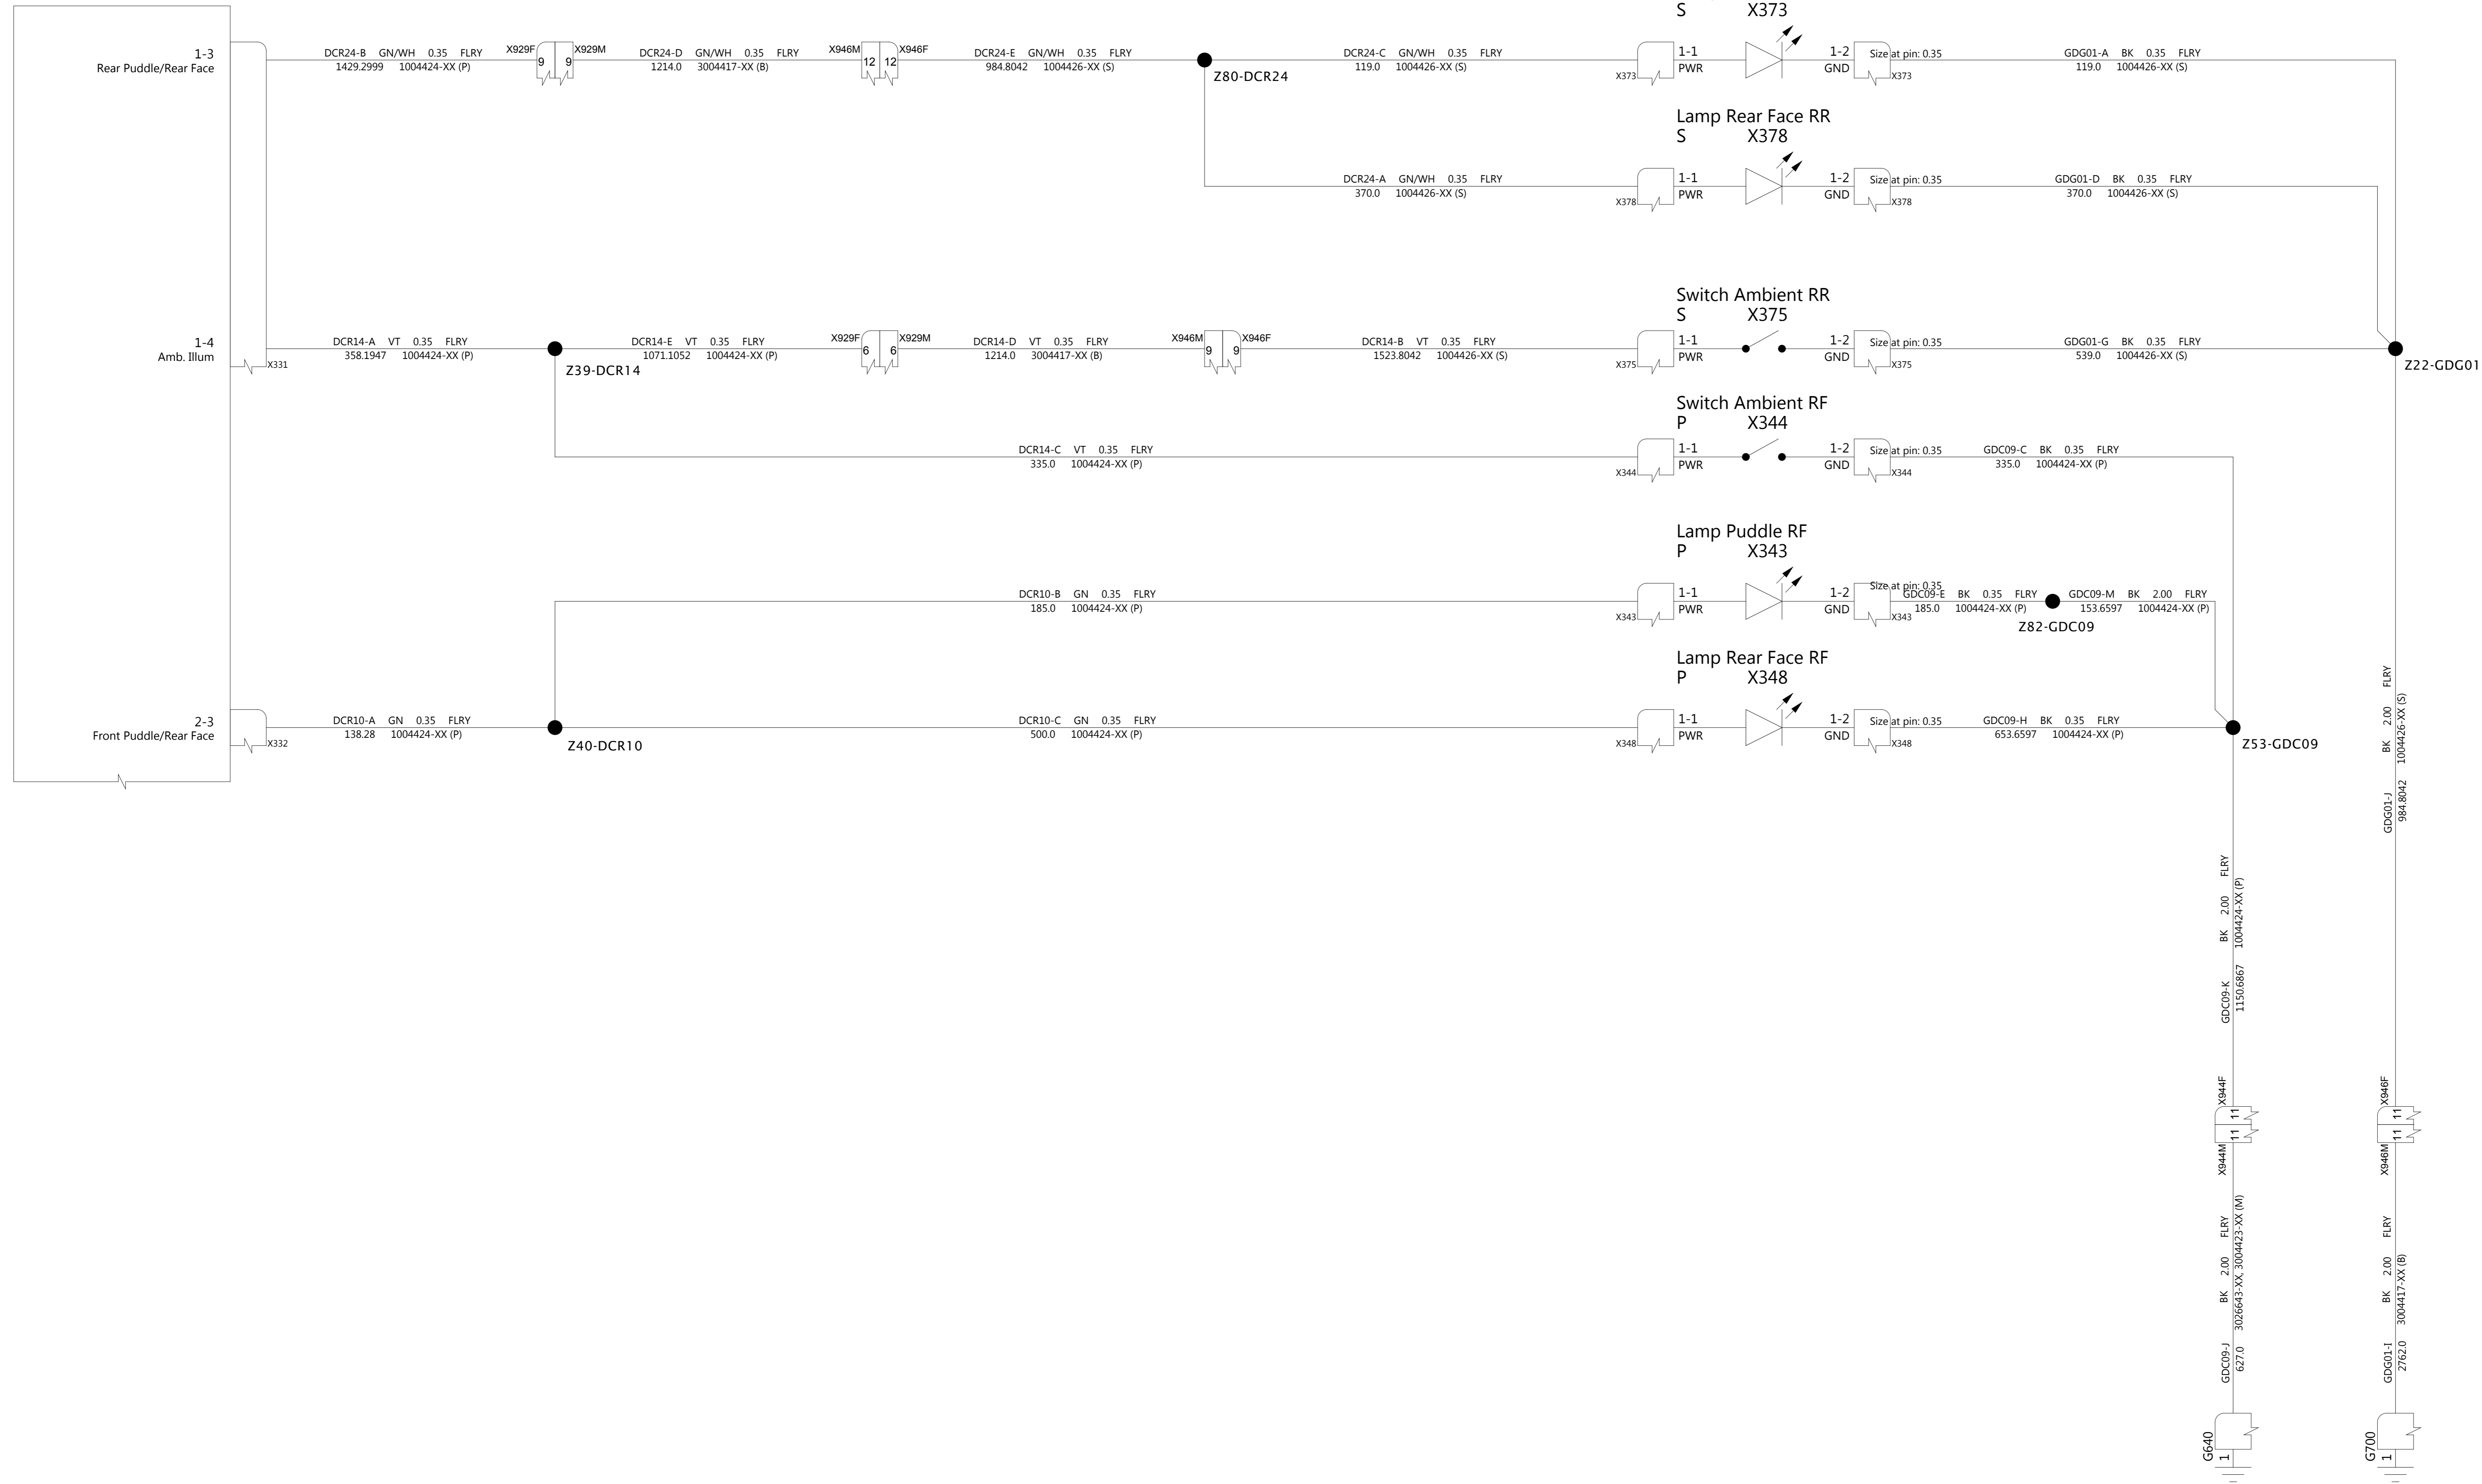 S X373
1-3
Rear Puddle/Rear Face
DCR24-B GN/WH 0.35 FLRY
1429.2999 1004424-XX (P)
X929F
9 9
X929M
DCR24-D GN/WH 0.35 FLRY
1214.0 3004417-XX (B)
X946M
12 12
X946F
DCR24-E GN/WH 0.35 FLRY
984.8042 1004426-XX (S)
Z80-DCR24
DCR24-C GN/WH 0.35 FLRY
119.0 1004426-XX (S)
X373
1-1
PWR
1-2
GND
Size at pin: 0.35
X373
GDG01-A BK 0.35 FLRY
119.0 1004426-XX (S)
Lamp Rear Face RR
S X378
DCR24-A GN/WH 0.35 FLRY
370.0 1004426-XX (S)
X378
1-1
PWR
1-2
GND
Size at pin: 0.35
X378
GDG01-D BK 0.35 FLRY
370.0 1004426-XX (S)
Switch Ambient RR
S X375
1-4
Amb. Illum
X331
DCR14-A VT 0.35 FLRY
358.1947 1004424-XX (P)
Z39-DCR14
DCR14-E VT 0.35 FLRY
1071.1052 1004424-XX (P)
X929F
6 6
X929M
DCR14-D VT 0.35 FLRY
1214.0 3004417-XX (B)
X946M
9 9
X946F
DCR14-B VT 0.35 FLRY
1523.8042 1004426-XX (S)
X375
1-1
PWR
1-2
GND
Size at pin: 0.35
X375
GDG01-G BK 0.35 FLRY
539.0 1004426-XX (S)
Z22-GDG01
Switch Ambient RF
P X344
DCR14-C VT 0.35 FLRY
335.0 1004424-XX (P)
X344
1-1
PWR
1-2
GND
Size at pin: 0.35
X344
GDC09-C BK 0.35 FLRY
335.0 1004424-XX (P)
Lamp Puddle RF
P X343
DCR10-B GN 0.35 FLRY
185.0 1004424-XX (P)
X343
1-1
PWR
1-2
GND
Size at pin: 0.35
X343
GDC09-E BK 0.35 FLRY
185.0 1004424-XX (P)
Z82-GDC09
GDC09-M BK 2.00 FLRY
153.6597 1004424-XX (P)
Lamp Rear Face RF
P X348
2-3
Front Puddle/Rear Face
X332
DCR10-A GN 0.35 FLRY
138.28 1004424-XX (P)
Z40-DCR10
DCR10-C GN 0.35 FLRY
500.0 1004424-XX (P)
X348
1-1
PWR
1-2
GND
Size at pin: 0.35
X348
GDC09-H BK 0.35 FLRY
653.6597 1004424-XX (P)
Z53-GDC09
GDC09-K BK 2.00 FLRY
1150.6867 1004424-XX (P)
X944F
11
11
X944M
GDC09-J BK 2.00 FLRY
627.0 3026643-XX, 3004423-XX (M)
G640
1
GDG01-J BK 2.00 FLRY
984.8042 1004426-XX (S)
X946F
11
11
X946M
GDG01-I BK 2.00 FLRY
2762.0 3004417-XX (B)
G700
1